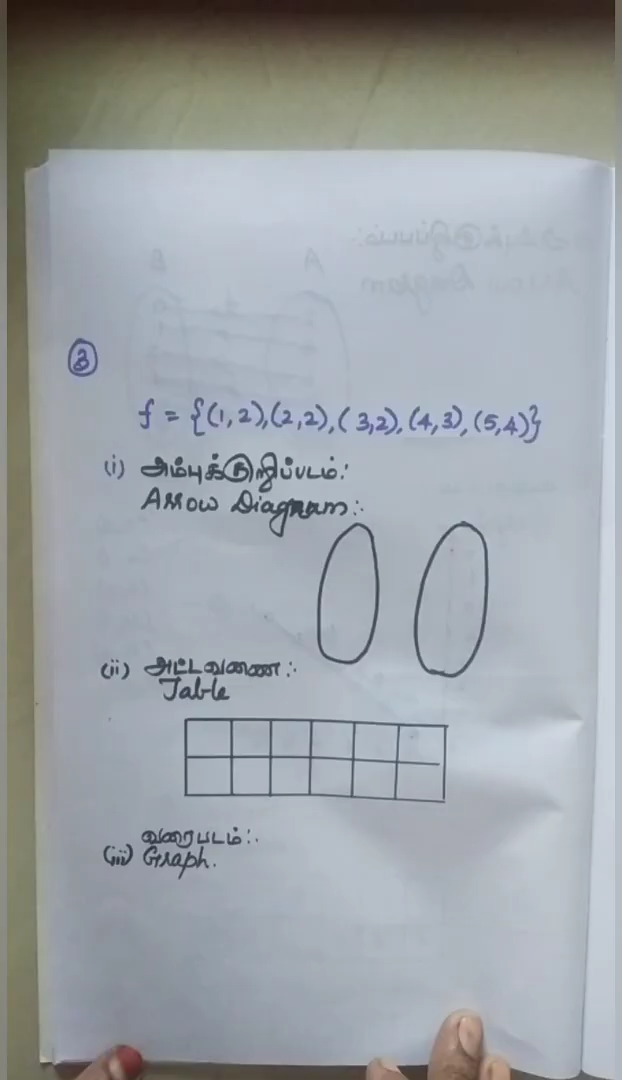 3
f = {(1,2),(2,2),(3,2),(4,3),(5,4)}
(i) அம்புக்குறிப்படம்:
Arrow Diagram:
(ii) அட்டவணை:
Table
வரைபடம்:
(iii) Graph.